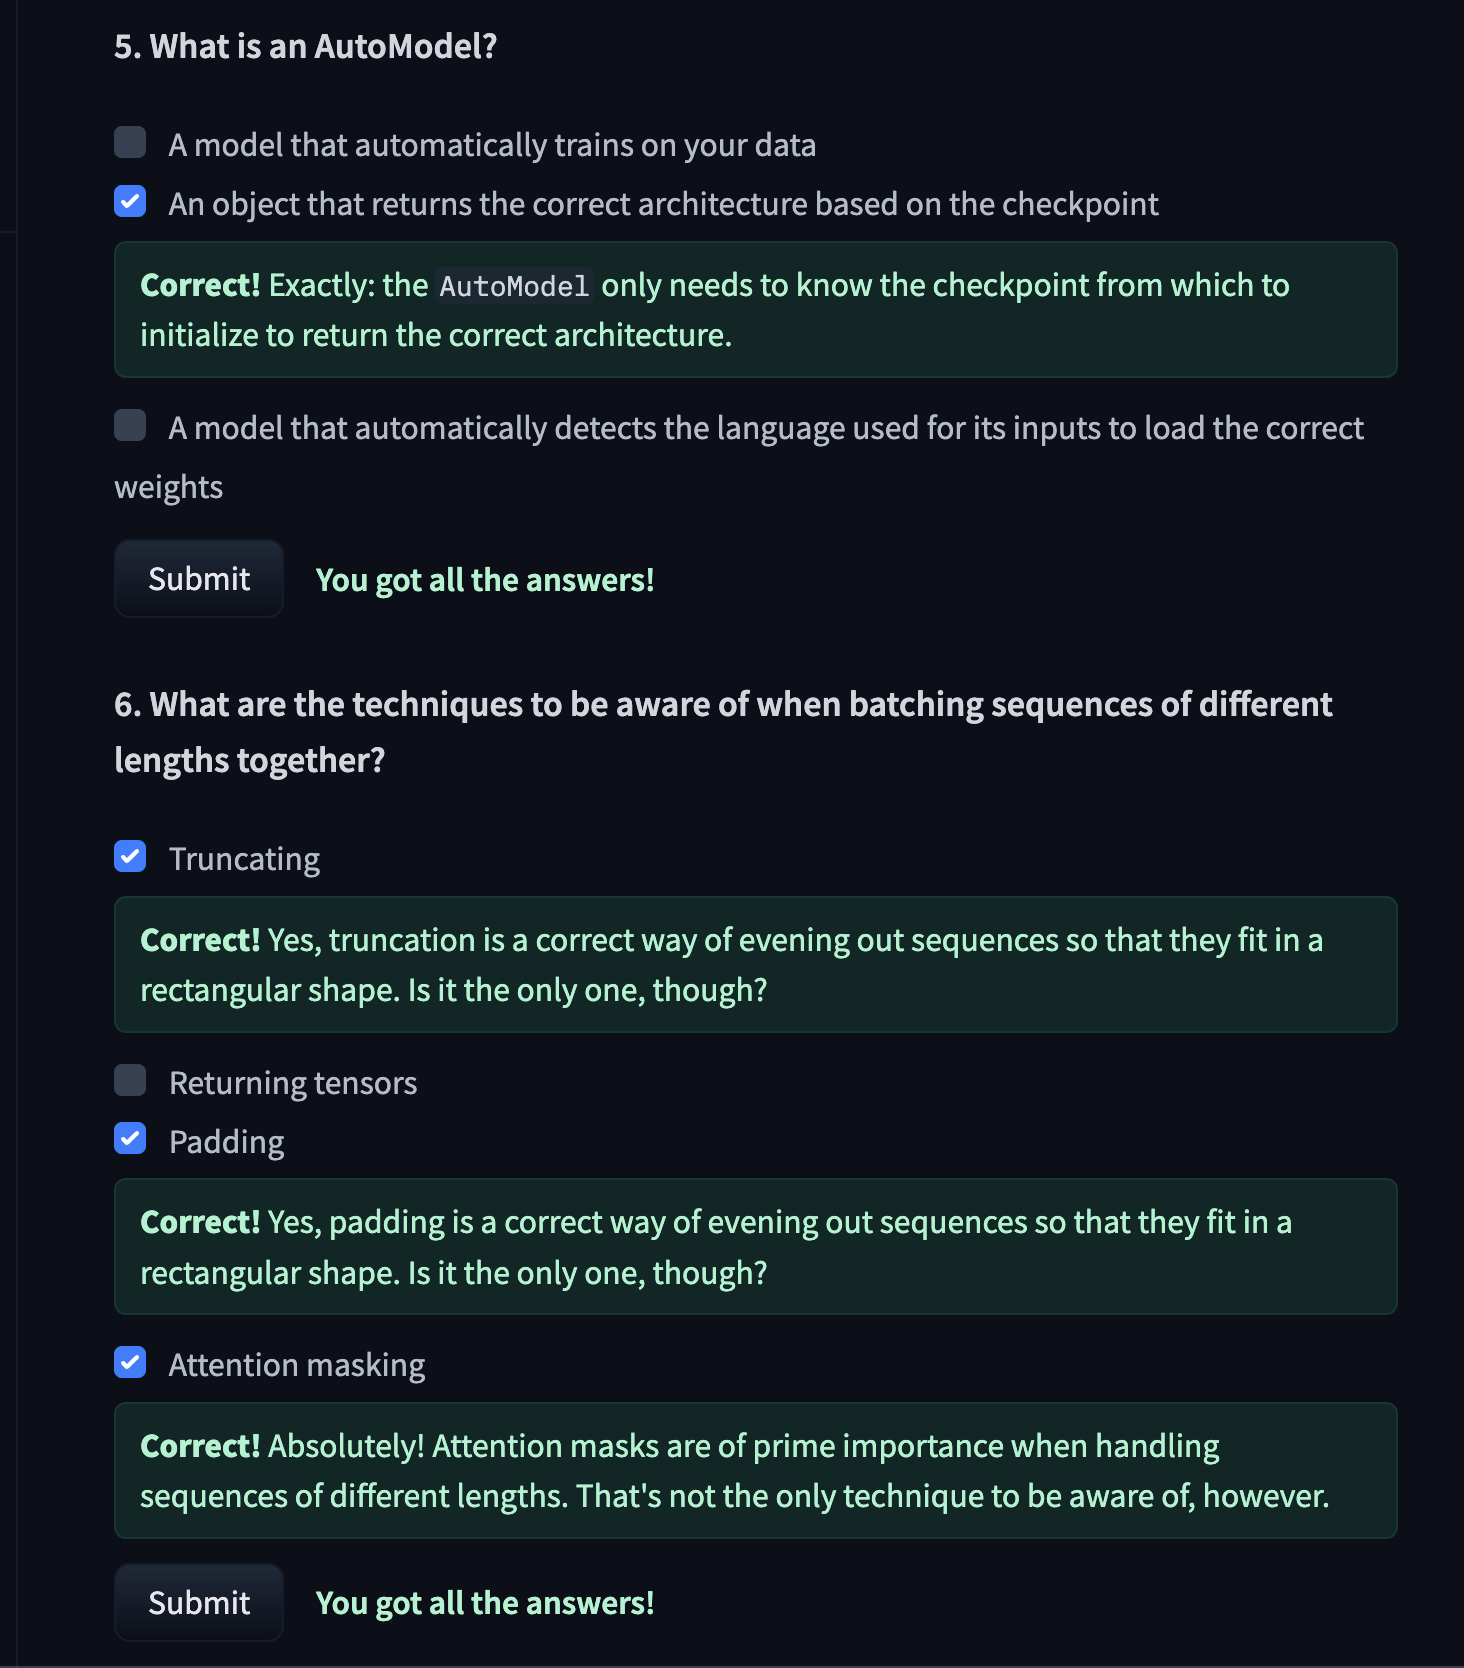 5. What is an AutoModel?
A model that automatically trains on your data
An object that returns the correct architecture based on the checkpoint
Correct! Exactly: the AutoModel only needs to know the checkpoint from which to
initialize to return the correct architecture.
A model that automatically detects the language used for its inputs to load the correct
weights
Submit You got all the answers!
6. What are the techniques to be aware of when batching sequences of different
lengths together?
Truncating
Correct! Yes, truncation is a correct way of evening out sequences so that they fit in a
rectangular shape. Is it the only one, though?
Returning tensors
Padding
Correct! Yes, padding is a correct way of evening out sequences so that they fit in a
rectangular shape. Is it the only one, though?
Attention masking
Correct! Absolutely! Attention masks are of prime importance when handling
sequences of different lengths. That's not the only technique to be aware of, however.
Submit You got all the answers!